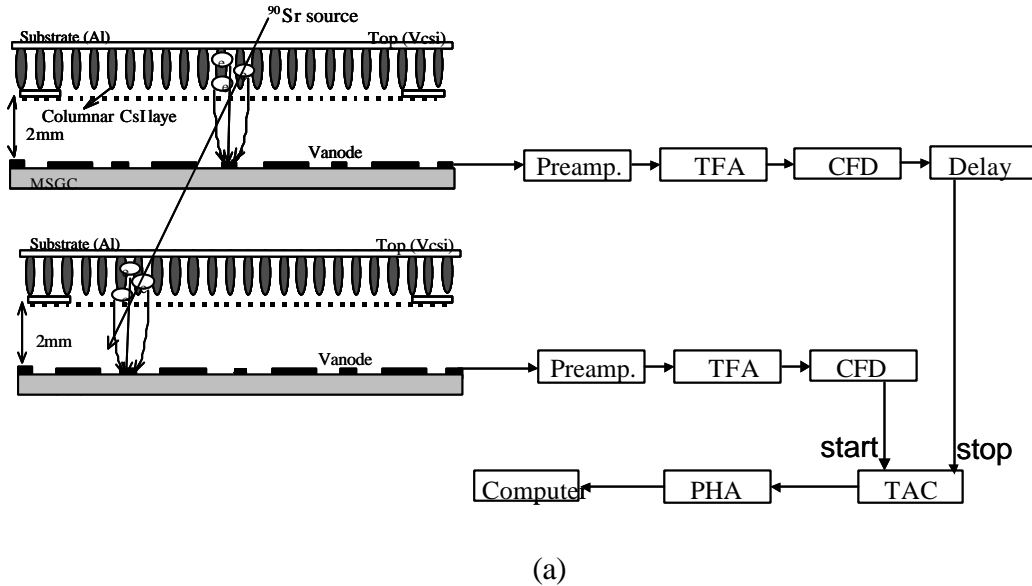 90Sr source
Substrate (Al) Top (Vcsi)
e
e
e
Columnar CsI laye
2mm
Vanode
MSGC
Preamp. TFA CFD Delay
Substrate (Al) Top (Vcsi)
e
e
e
2mm
Vanode
Preamp. TFA CFD
start stop
Computer PHA TAC
(a)